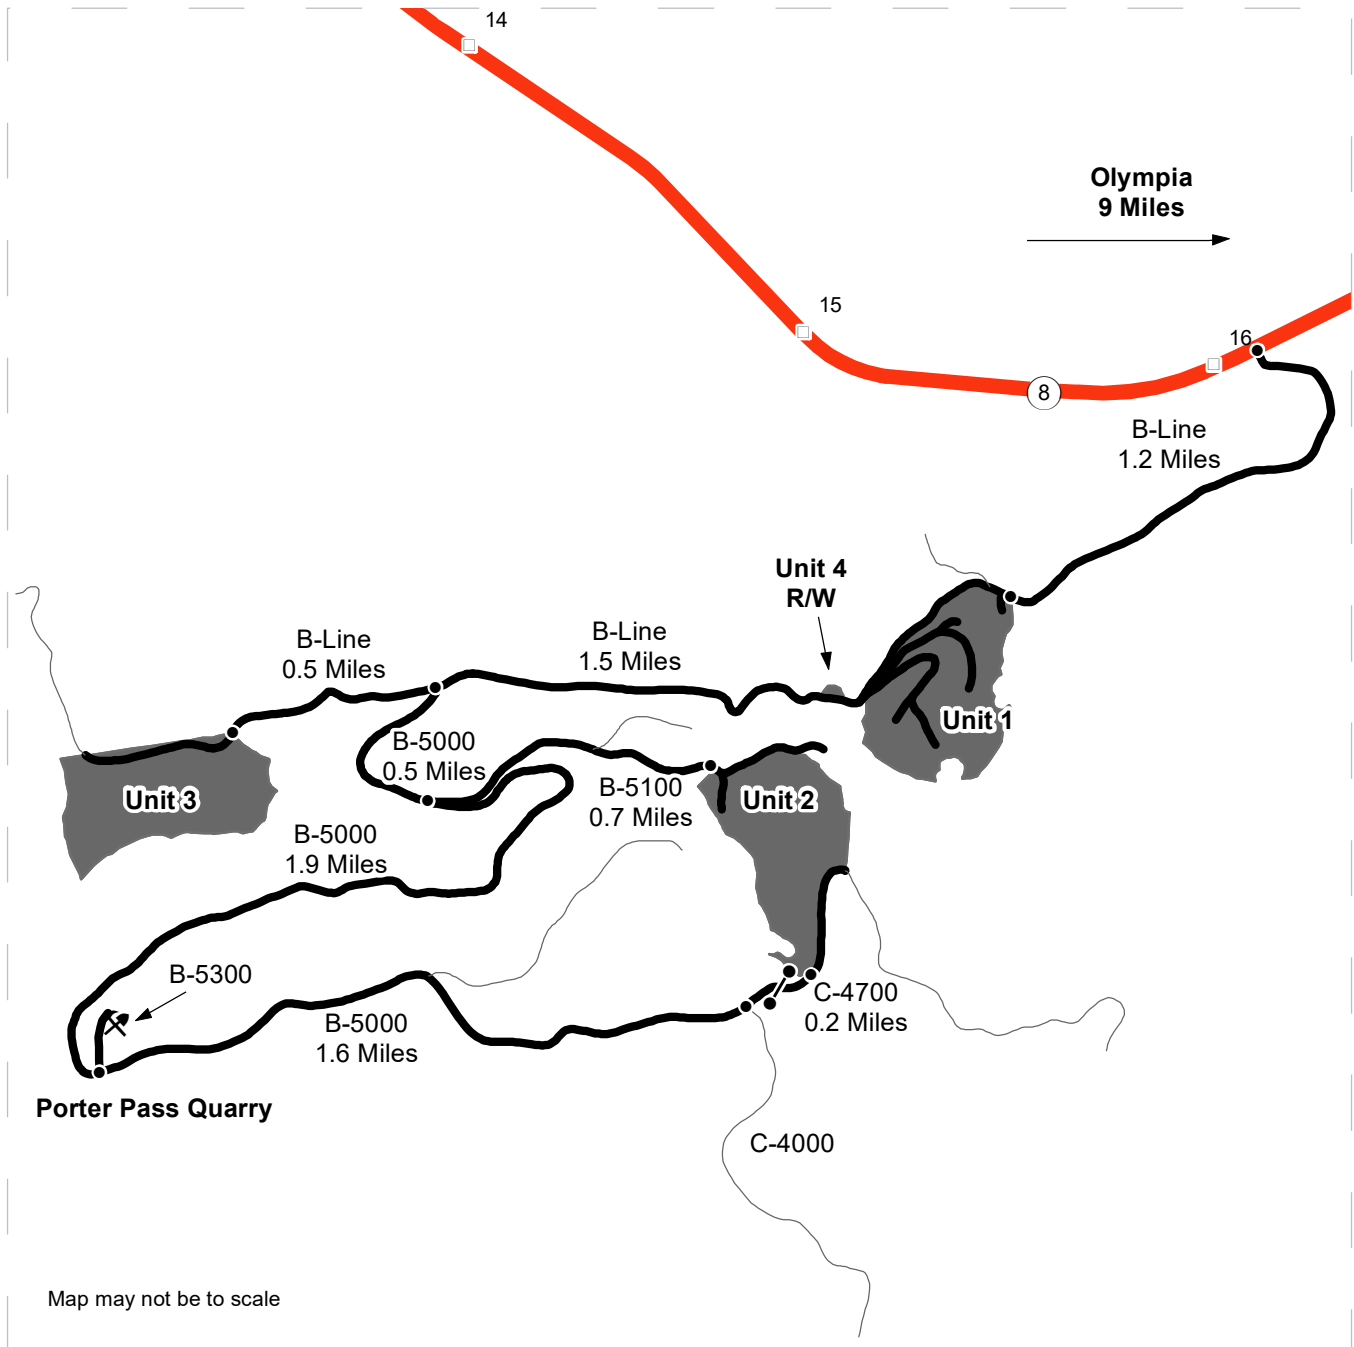 14
Olympia
9 Miles
15
16
8
B-Line
1.2 Miles
Unit 4
R/W
B-Line
0.5 Miles
B-Line
1.5 Miles
Unit 1
B-5000
0.5 Miles
Unit 3
B-5100
0.7 Miles
Unit 2
B-5000
1.9 Miles
B-5300
C-4700
0.2 Miles
B-5000
1.6 Miles
Porter Pass Quarry
C-4000
Map may not be to scale